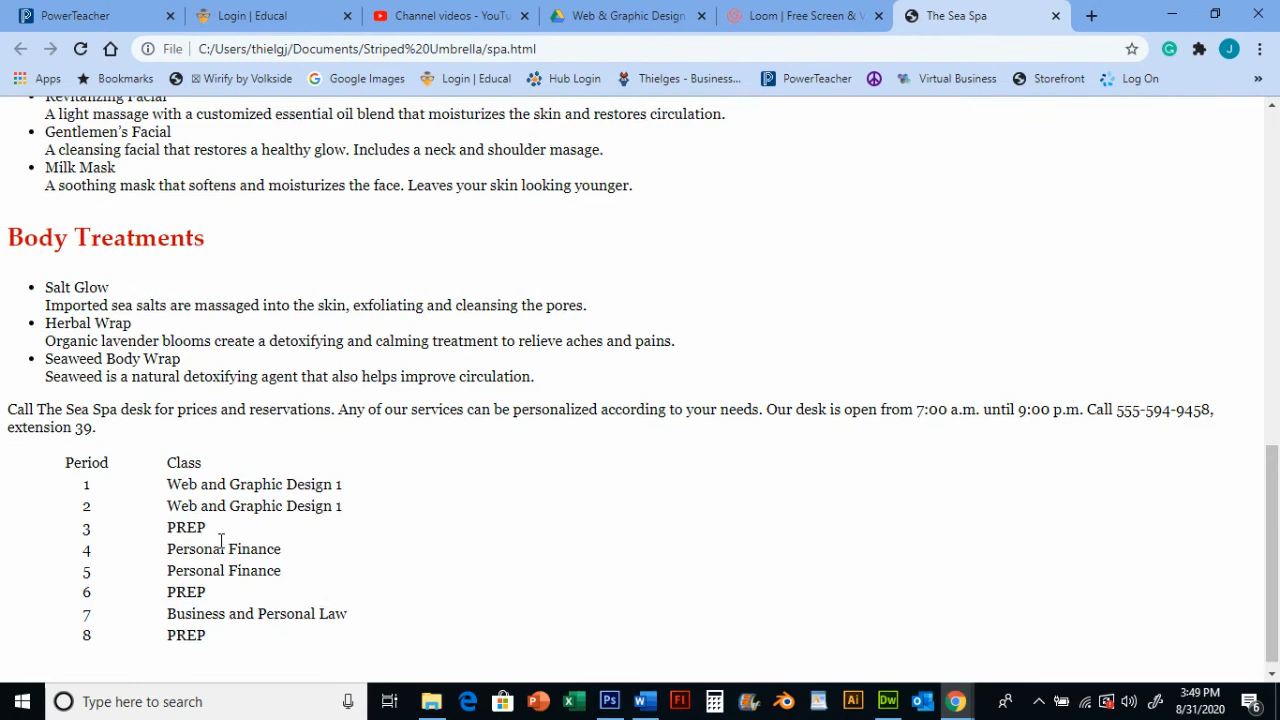 PowerTeacher
Login | Educal
Channel videos - YouTu
Web & Graphic Design
Loom | Free Screen & V
The Sea Spa
File
C:/Users/thielgj/Documents/Striped%20Umbrella/spa.html
J
Apps
Bookmarks
Wirify by Volkside
Google Images
Login | Educal
Hub Login
Thielges - Business...
PowerTeacher
Virtual Business
Storefront
Log On
»
Revitalizing Facial
A light massage with a customized essential oil blend that moisturizes the skin and restores circulation.
Gentlemen's Facial
A cleansing facial that restores a healthy glow. Includes a neck and shoulder masage.
Milk Mask
A soothing mask that softens and moisturizes the face. Leaves your skin looking younger.
Body Treatments
Salt Glow
Imported sea salts are massaged into the skin, exfoliating and cleansing the pores.
Herbal Wrap
Organic lavender blooms create a detoxifying and calming treatment to relieve aches and pains.
Seaweed Body Wrap
Seaweed is a natural detoxifying agent that also helps improve circulation.
Call The Sea Spa desk for prices and reservations. Any of our services can be personalized according to your needs. Our desk is open from 7:00 a.m. until 9:00 p.m. Call 555-594-9458,
extension 39.
Period Class
1 Web and Graphic Design 1
2 Web and Graphic Design 1
3 PREP
4 Personal Finance
5 Personal Finance
6 PREP
7 Business and Personal Law
8 PREP
Type here to search
Ps
Fl
Ai
Dw
3:49 PM
8/31/2020
6